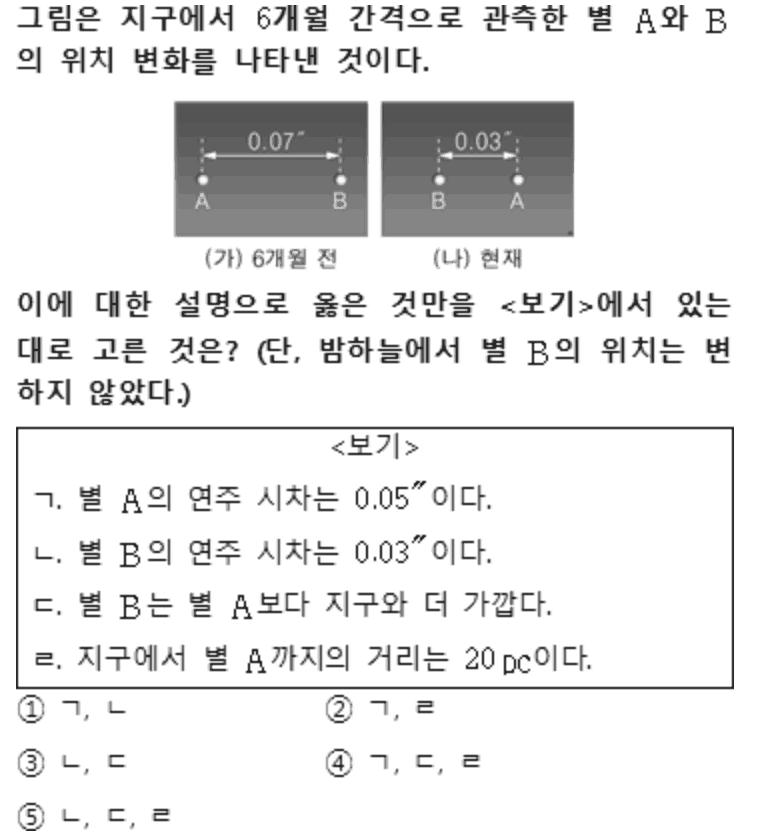 그림은 지구에서 6개월 간격으로 관측한 별 A와 B
의 위치 변화를 나타낸 것이다.
0.07″ 0.03″
A B B A
(가) 6개월 전 (나) 현재
이에 대한 설명으로 옳은 것만을 <보기>에서 있는
대로 고른 것은? (단, 밤하늘에서 별 B의 위치는 변
하지 않았다.)
<보기>
ㄱ. 별 A의 연주 시차는 0.05″이다.
ㄴ. 별 B의 연주 시차는 0.03″이다.
ㄷ. 별 B는 별 A보다 지구와 더 가깝다.
ㄹ. 지구에서 별 A까지의 거리는 20 pc이다.
① ㄱ, ㄴ ② ㄱ, ㄹ
③ ㄴ, ㄷ ④ ㄱ, ㄷ, ㄹ
⑤ ㄴ, ㄷ, ㄹ